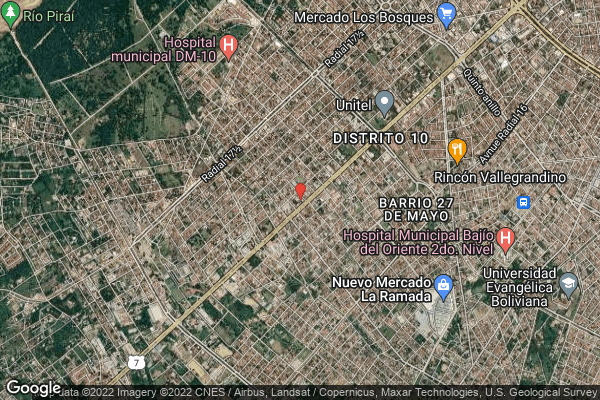 Mercado Los Bosques
Río Piraí
Hospital
municipal DM-10
Radial 17½
Quinto anillo
Unitel
Avnue Radial 16
DISTRITO 10
Radial 17½
Rincón Vallegrandino
BARRIO 27
DE MAYO
Hospital Municipal Bajío
del Oriente 2do. Nivel
Universidad
Evangélica
Boliviana
Nuevo Mercado
La Ramada
7
Google
©2022 Imagery ©2022 CNES / Airbus, Landsat / Copernicus, Maxar Technologies, U.S. Geological Survey